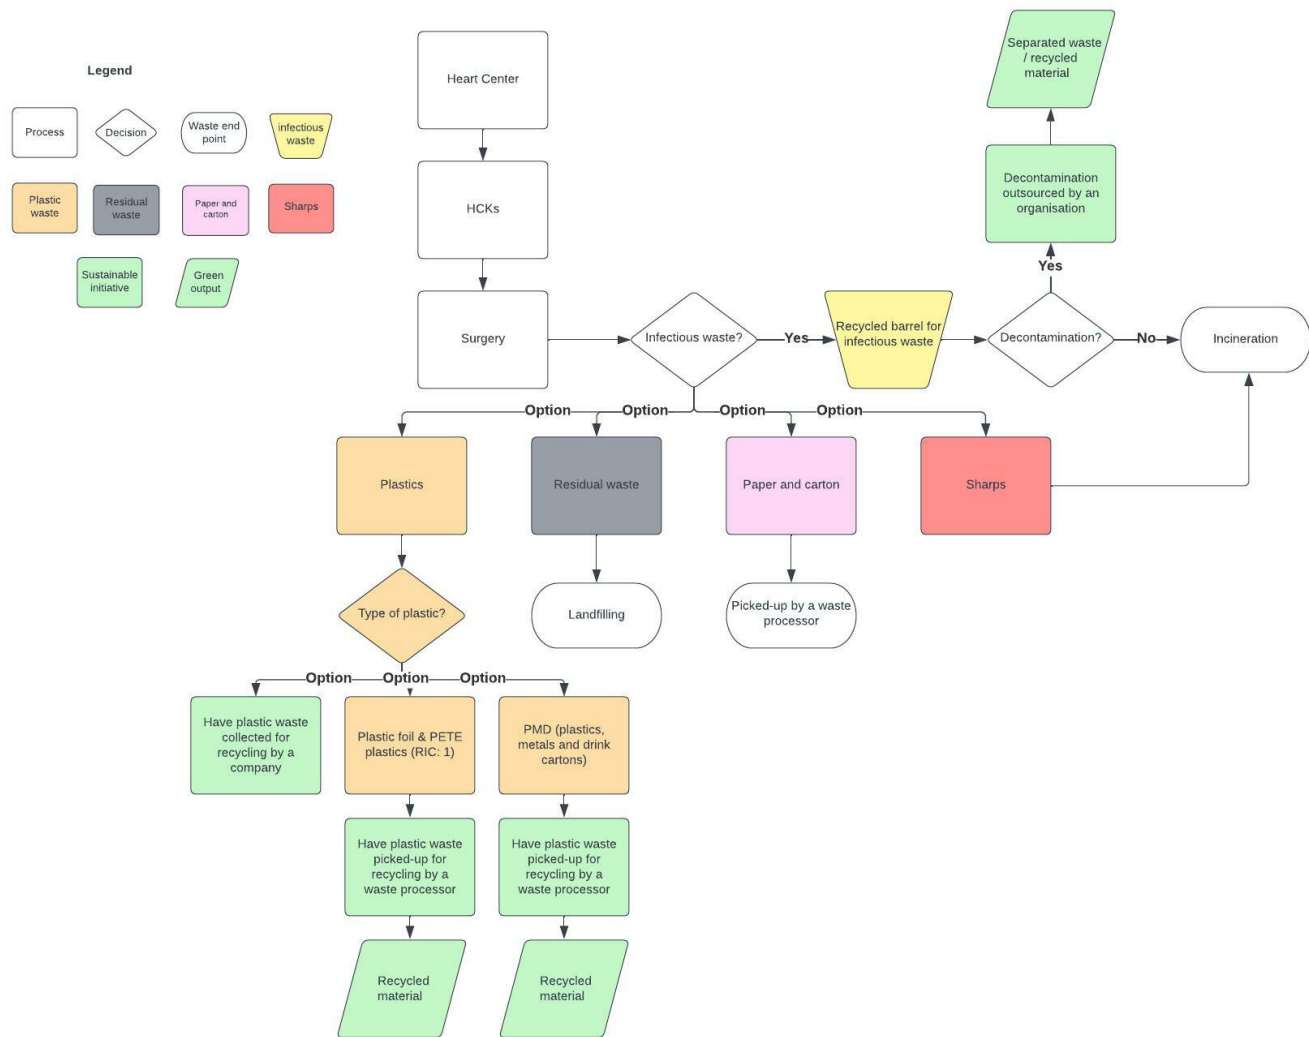 Legend
Process
Decision
Waste end
point
infectious
waste
Plastic
waste
Residual
waste
Paper and
carton
Sharps
Sustainable
initiative
Green
output
Heart Center
HCKs
Surgery
Infectious waste?
Yes
Recycled barrel for
infectious waste
Decontamination?
Yes
Decontamination
outsourced by an
organisation
Separated waste
/ recycled
material
No
Incineration
Option
Option
Option
Option
Plastics
Residual waste
Paper and carton
Sharps
Type of plastic?
Landfilling
Picked-up by a waste
processor
Option
Option
Option
Have plastic waste
collected for
recycling by a
company
Plastic foil & PETE
plastics (RIC: 1)
PMD (plastics,
metals and drink
cartons)
Have plastic waste
picked-up for
recycling by a
waste processor
Have plastic waste
picked-up for
recycling by a
waste processor
Recycled
material
Recycled
material